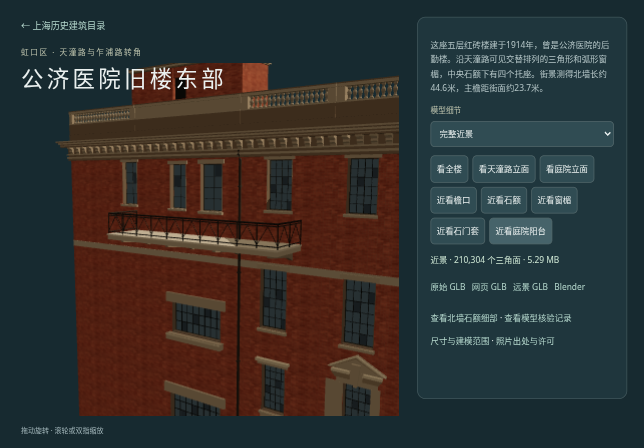 ← 上海历史建筑目录
虹口区 · 天潼路与乍浦路转角
公济医院旧楼东部
这座五层红砖楼建于1914年，曾是公济医院的后
勤楼。沿天潼路可见交替排列的三角形和弧形窗
楣，中央石额下有四个托座。街景测得北墙长约
44.6米，主檐距街面约23.7米。
模型细节
完整近景
看全楼 看天潼路立面 看庭院立面
近看檐口 近看石额 近看窗楣
近看石门套 近看庭院阳台
近景 · 210,304 个三角面 · 5.29 MB
原始 GLB 网页 GLB 远景 GLB Blender
查看北墙石额细部 · 查看模型核验记录
尺寸与建模范围 · 照片出处与许可
拖动旋转 · 滚轮或双指缩放